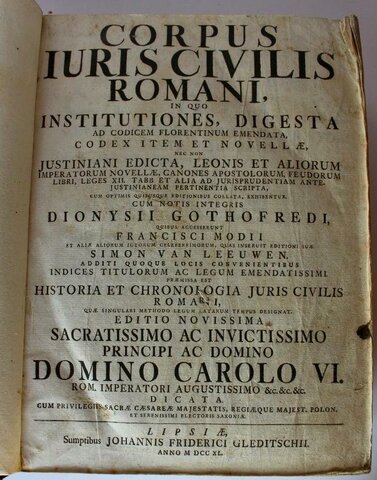 CORPUS
IURIS CIVILIS
ROMANI,
IN QUO
INSTITUTIONES, DIGESTA
AD CODICEM FLORENTINUM EMENDATA,
CODEX ITEM ET NOVELLÆ,
NEC NON
JUSTINIANI EDICTA, LEONIS ET ALIORUM
IMPERATORUM NOVELLÆ, CANONES APOSTOLORUM, FEUDORUM
LIBRI, LEGES XII. TABB. ET ALIA AD JURISPRUDENTIAM ANTE-
JUSTINIANEAM PERTINENTIA SCRIPTA,
CUM OPTIMIS QUIBUSQUE EDITIONIBUS COLLATA, EXHIBENTUR.
CUM NOTIS INTEGRIS
DIONYSII GOTHOFREDI,
QUIBUS ACCESSERUNT
FRANCISCI MODII
ET ALIÆ ALIORUM JCTORUM CELEBERRIMORUM, QUAS INSERUIT EDITIONI SUÆ
SIMON VAN LEEUWEN.
ADDITI QUOQUE LOCIS CONVENIENTIBUS
INDICES TITULORUM AC LEGUM EMENDATISSIMI
PRÆMISSA EST
HISTORIA ET CHRONOLOGIA JURIS CIVILIS
ROMANI,
QUÆ SINGULARI METHODO LEGUM LATARUM TEMPUS DESIGNAT.
EDITIO NOVISSIMA,
SACRATISSIMO AC INVICTISSIMO
PRINCIPI AC DOMINO
DOMINO CAROLO VI.
ROM. IMPERATORI AUGUSTISSIMO &c. &c. &c.
DICATA.
CUM PRIVILEGIIS SACRÆ CÆSAREÆ MAJESTATIS, REGIÆQUE MAJEST. POLON.
ET SERENISSIMI ELECTORIS SAXONIÆ.
LIPSIÆ,
Sumptibus JOHANNIS FRIDERICI GLEDITSCHII.
ANNO M DCC XL.